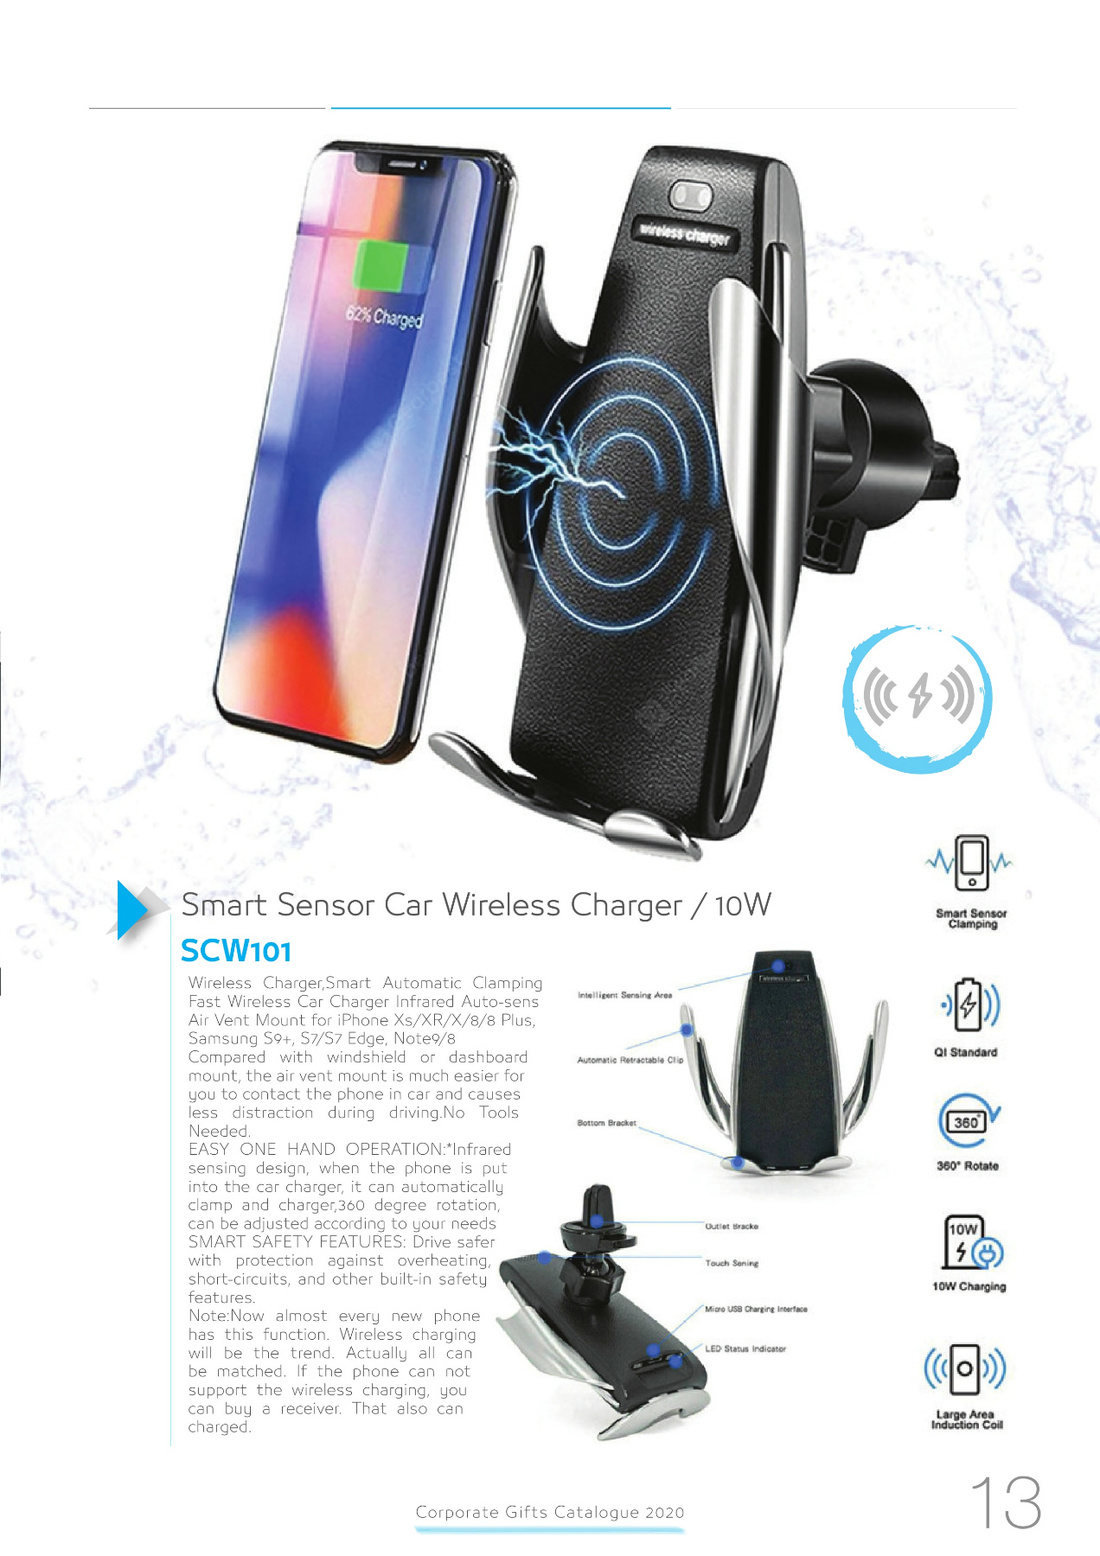 62% Charged
wireless charger
Smart Sensor Car Wireless Charger / 10W
SCW101
Wireless Charger,Smart Automatic Clamping
Fast Wireless Car Charger Infrared Auto-sens
Air Vent Mount for iPhone Xs/XR/X/8/8 Plus,
Samsung S9+, S7/S7 Edge, Note9/8
Compared with windshield or dashboard
mount, the air vent mount is much easier for
you to contact the phone in car and causes
less distraction during driving.No Tools
Needed.
EASY ONE HAND OPERATION:*Infrared
sensing design, when the phone is put
into the car charger, it can automatically
clamp and charger,360 degree rotation,
can be adjusted according to your needs
SMART SAFETY FEATURES: Drive safer
with protection against overheating,
short-circuits, and other built-in safety
features.
Note:Now almost every new phone
has this function. Wireless charging
will be the trend. Actually all can
be matched. If the phone can not
support the wireless charging, you
can buy a receiver. That also can
charged.
wireless charger
Intelligent Sensing Area
Automatic Retractable Clip
Bottom Bracket
Outlet Bracke
Touch Sening
Micro USB Charging Interface
LED Status Indicator
Smart Sensor
Clamping
QI Standard
360°
360° Rotate
10W
10W Charging
Large Area
Induction Coil
Corporate Gifts Catalogue 2020
13